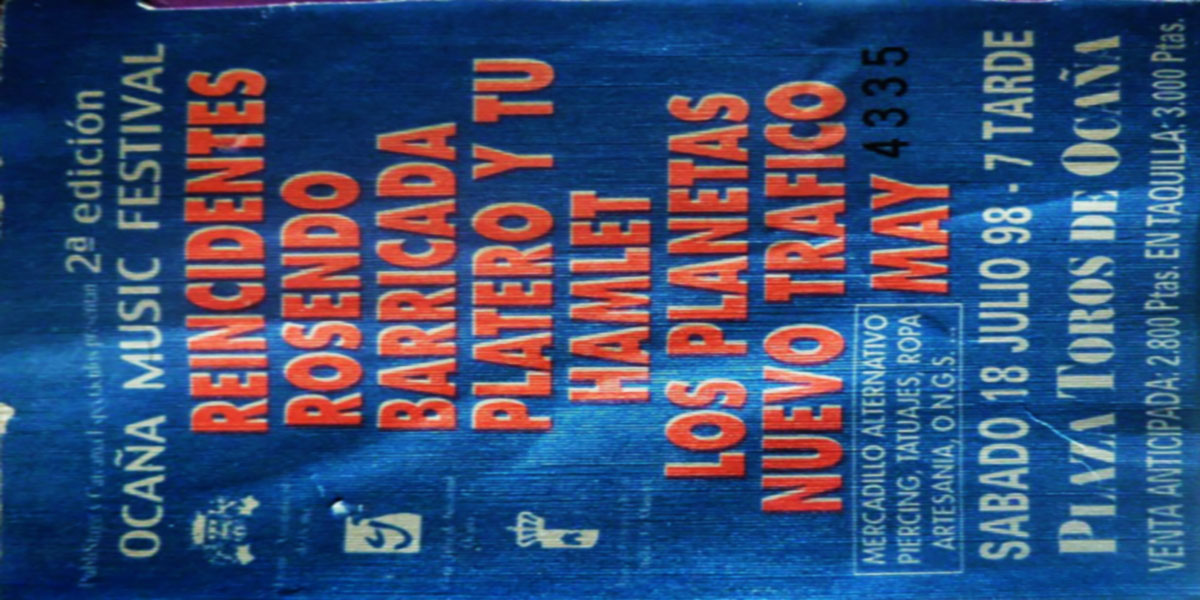 2ª edición
OCAÑA MUSIC FESTIVAL
REINCIDENTES
ROSENDO
BARRICADA
PLATERO Y TU
HAMLET
LOS PLANETAS
NUEVO TRAFICO
MAY
4335
MERCADILLO ALTERNATIVO
PIERCING, TATUAJES, ROPA
ARTESANIA, O.N.G.S. ...
SABADO 18 JULIO 98 - 7 TARDE
PLAZA TOROS DE OCAÑA
VENTA ANTICIPADA: 2.800 Ptas. EN TAQUILLA: 3.000 Ptas.